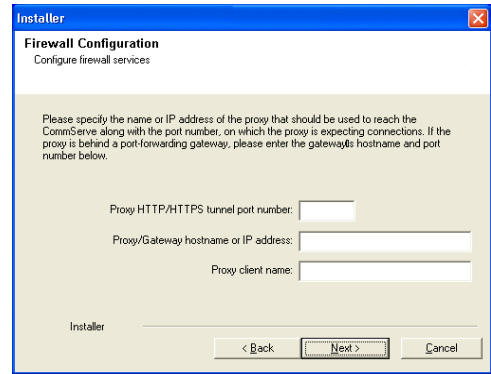 Installer
Firewall Configuration
Configure firewall services
Please specify the name or IP address of the proxy that should be used to reach the
CommServe along with the port number, on which the proxy is expecting connections. If the
proxy is behind a port-forwarding gateway, please enter the gateway▯s hostname and port
number below.
Proxy HTTP/HTTPS tunnel port number:
Proxy/Gateway hostname or IP address:
Proxy client name:
Installer
< Back
Next >
Cancel